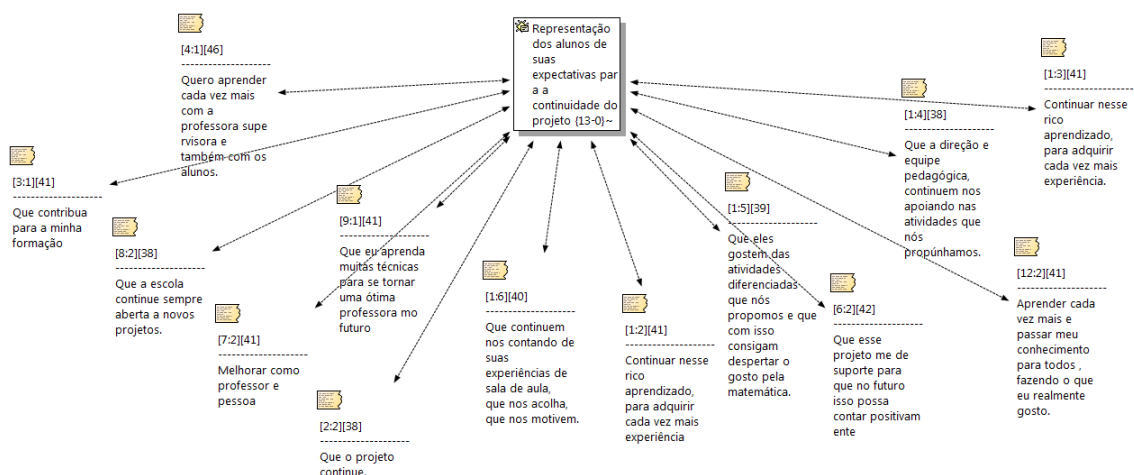 Representação
dos alunos de
suas
expectativas par
a a
continuidade do
projeto {13-0}~
[4:1][46]
Quero aprender
cada vez mais
com a
professora supe
rvisora e
também com os
alunos.
[3:1][41]
Que contribua
para a minha
formação
[8:2][38]
Que a escola
continue sempre
aberta a novos
projetos.
[9:1][41]
Que eu aprenda
muitas técnicas
para se tornar
uma ótima
professora mo
futuro
[7:2][41]
Melhorar como
professor e
pessoa
[2:2][38]
Que o projeto
continue.
[1:6][40]
Que continuem
nos contando de
suas
experiências de
sala de aula,
que nos acolha,
que nos motivem.
[1:2][41]
Continuar nesse
rico
aprendizado,
para adquirir
cada vez mais
experiência
[1:5][39]
Que eles
gostem das
atividades
diferenciadas
que nós
propomos e que
com isso
consigam
despertar o
gosto pela
matemática.
[6:2][42]
Que esse
projeto me de
suporte para
que no futuro
isso possa
contar positivam
ente
[1:4][38]
Que a direção e
equipe
pedagógica,
continuem nos
apoiando nas
atividades que
nós
propúnhamos.
[1:3][41]
Continuar nesse
rico
aprendizado,
para adquirir
cada vez mais
experiência.
[12:2][41]
Aprender cada
vez mais e
passar meu
conhecimento
para todos ,
fazendo o que
eu realmente
gosto.